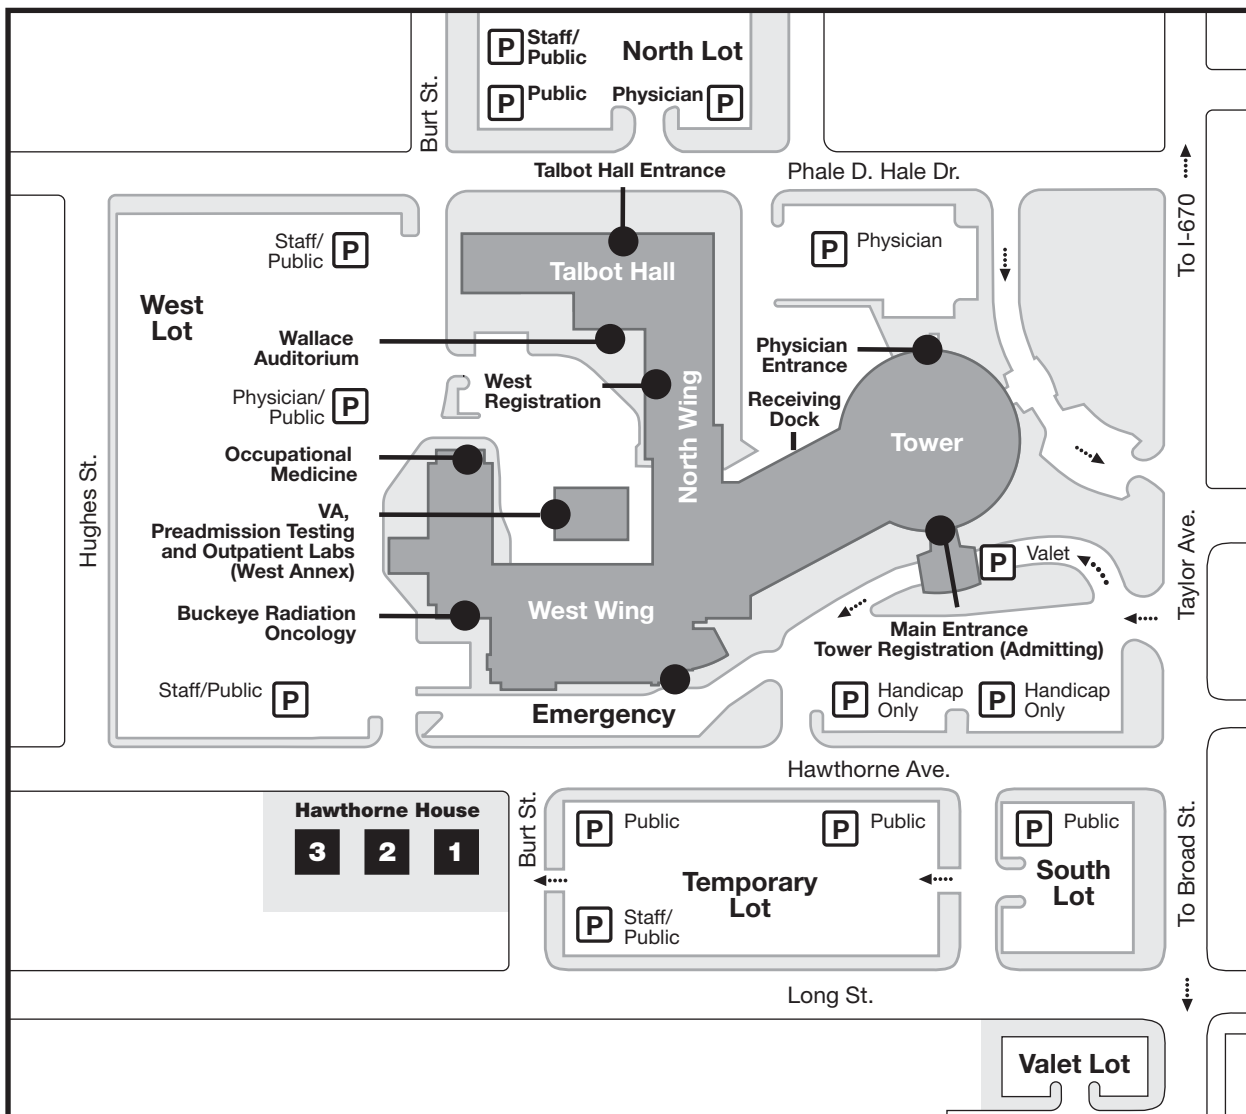 P
Staff/
Public
North Lot
P
Public
Physician
P
Burt St.
Talbot Hall Entrance
Phale D. Hale Dr.
To I-670
Staff/
Public
P
Talbot Hall
P
Physician
West
Lot
Wallace
Auditorium
Physician
Entrance
West
Registration
Physician/
Public
P
North Wing
Receiving
Dock
Tower
Occupational
Medicine
Hughes St.
VA,
Preadmission Testing
and Outpatient Labs
(West Annex)
Taylor Ave.
P
Valet
Buckeye Radiation
Oncology
West Wing
Main Entrance
Tower Registration (Admitting)
Staff/Public
P
P
Handicap
Only
P
Handicap
Only
Emergency
Hawthorne Ave.
Hawthorne House
3
2
1
Burt St.
P
Public
P
Public
P
Public
To Broad St.
Temporary
Lot
South
Lot
P
Staff/
Public
Long St.
Valet Lot